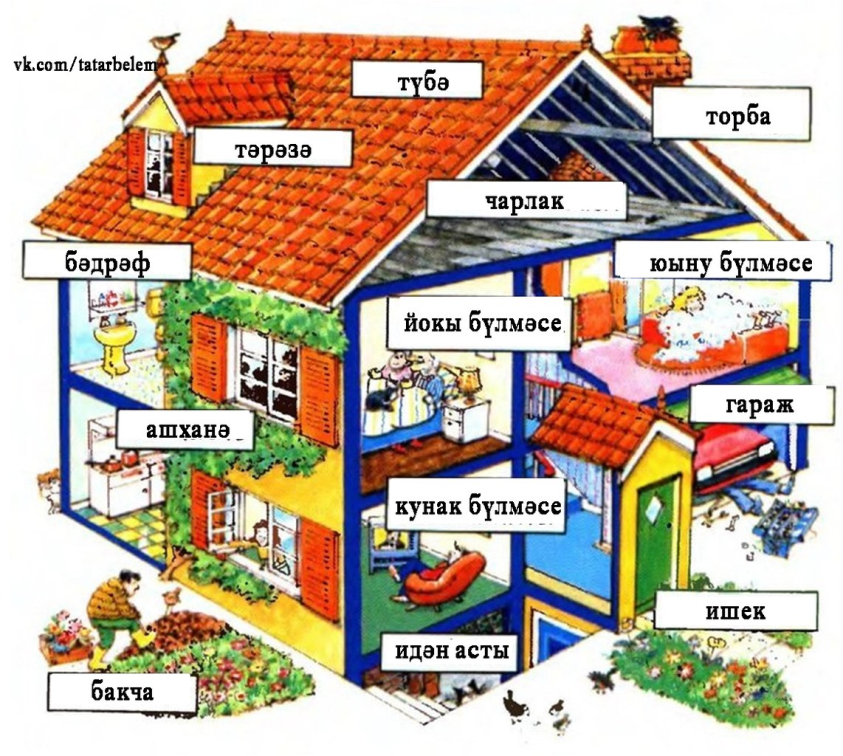 vk.com/tatarbelem
түбә
торба
тәрәзә
чарлак
бәдрәф
юыну бүлмәсе
йокы бүлмәсе
гараж
ашханә
кунак бүлмәсе
ишек
идән асты
бакча